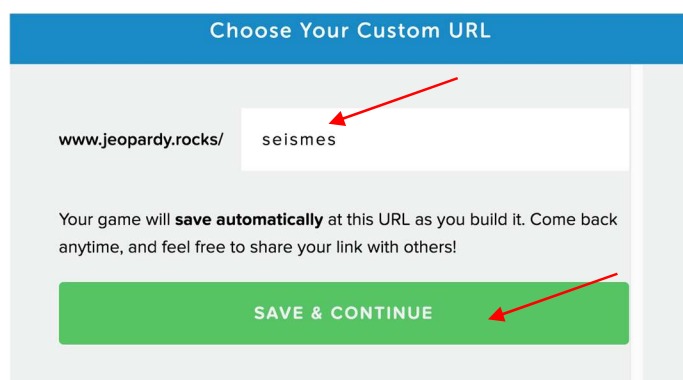 Choose Your Custom URL
www.jeopardy.rocks/ seismes
Your game will save automatically at this URL as you build it. Come back
anytime, and feel free to share your link with others!
SAVE & CONTINUE